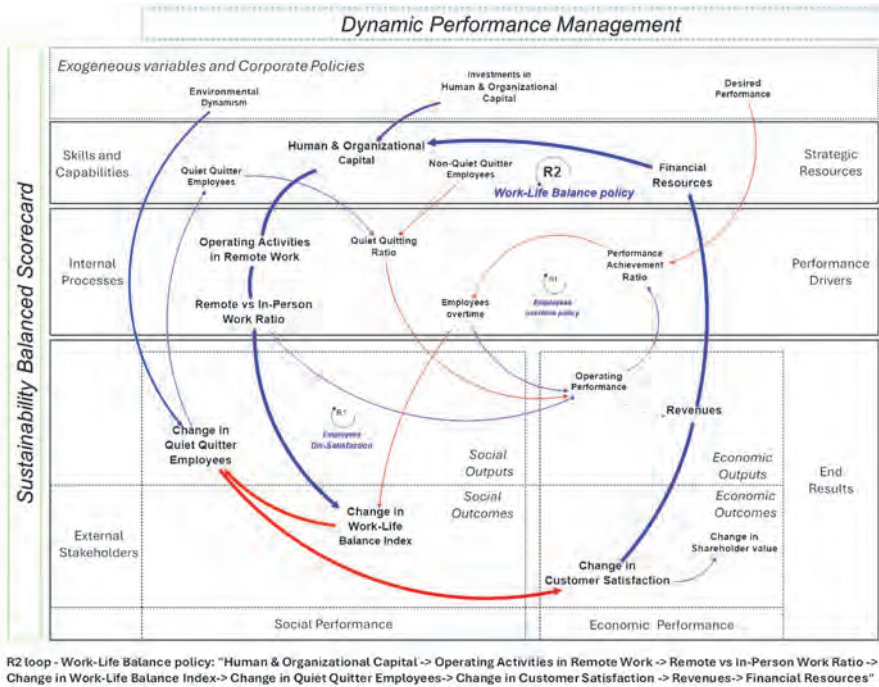 Dynamic Performance Management
Sustainability Balanced Scorecard
Exogeneous variables and Corporate Policies
Environmental
Dynamism
Investments in
Human & Organizational
Capital
Desired
Performance
Skills and
Capabilities
Human & Organizational
Capital
Quiet Quitter
Employees
Non-Quiet Quitter
Employees
R2
Work-Life Balance policy
Financial
Resources
Strategic
Resources
Internal
Processes
Operating Activities
in Remote Work
Quiet Quitting
Ratio
Performance
Achievement
Ratio
Performance
Drivers
Remote vs In-Person
Work Ratio
Employees
overtime
Employees
overtime policy
Operating
Performance
Revenues
Change in
Quiet Quitter
Employees
R1
Employees
Social
Outputs
Economic
Outputs
End
Results
Social
Outcomes
Economic
Outcomes
External
Stakeholders
Change in
Work-Life
Balance Index
Change in
Shareholder value
Change in
Customer Satisfaction
Social Performance
Economic Performance
R2 loop - Work-Life Balance policy: "Human & Organizational Capital -> Operating Activities in Remote Work -> Remote vs In-Person Work Ratio ->
Change in Work-Life Balance Index-> Change in Quiet Quitter Employees-> Change in Customer Satisfaction -> Revenues-> Financial Resources"